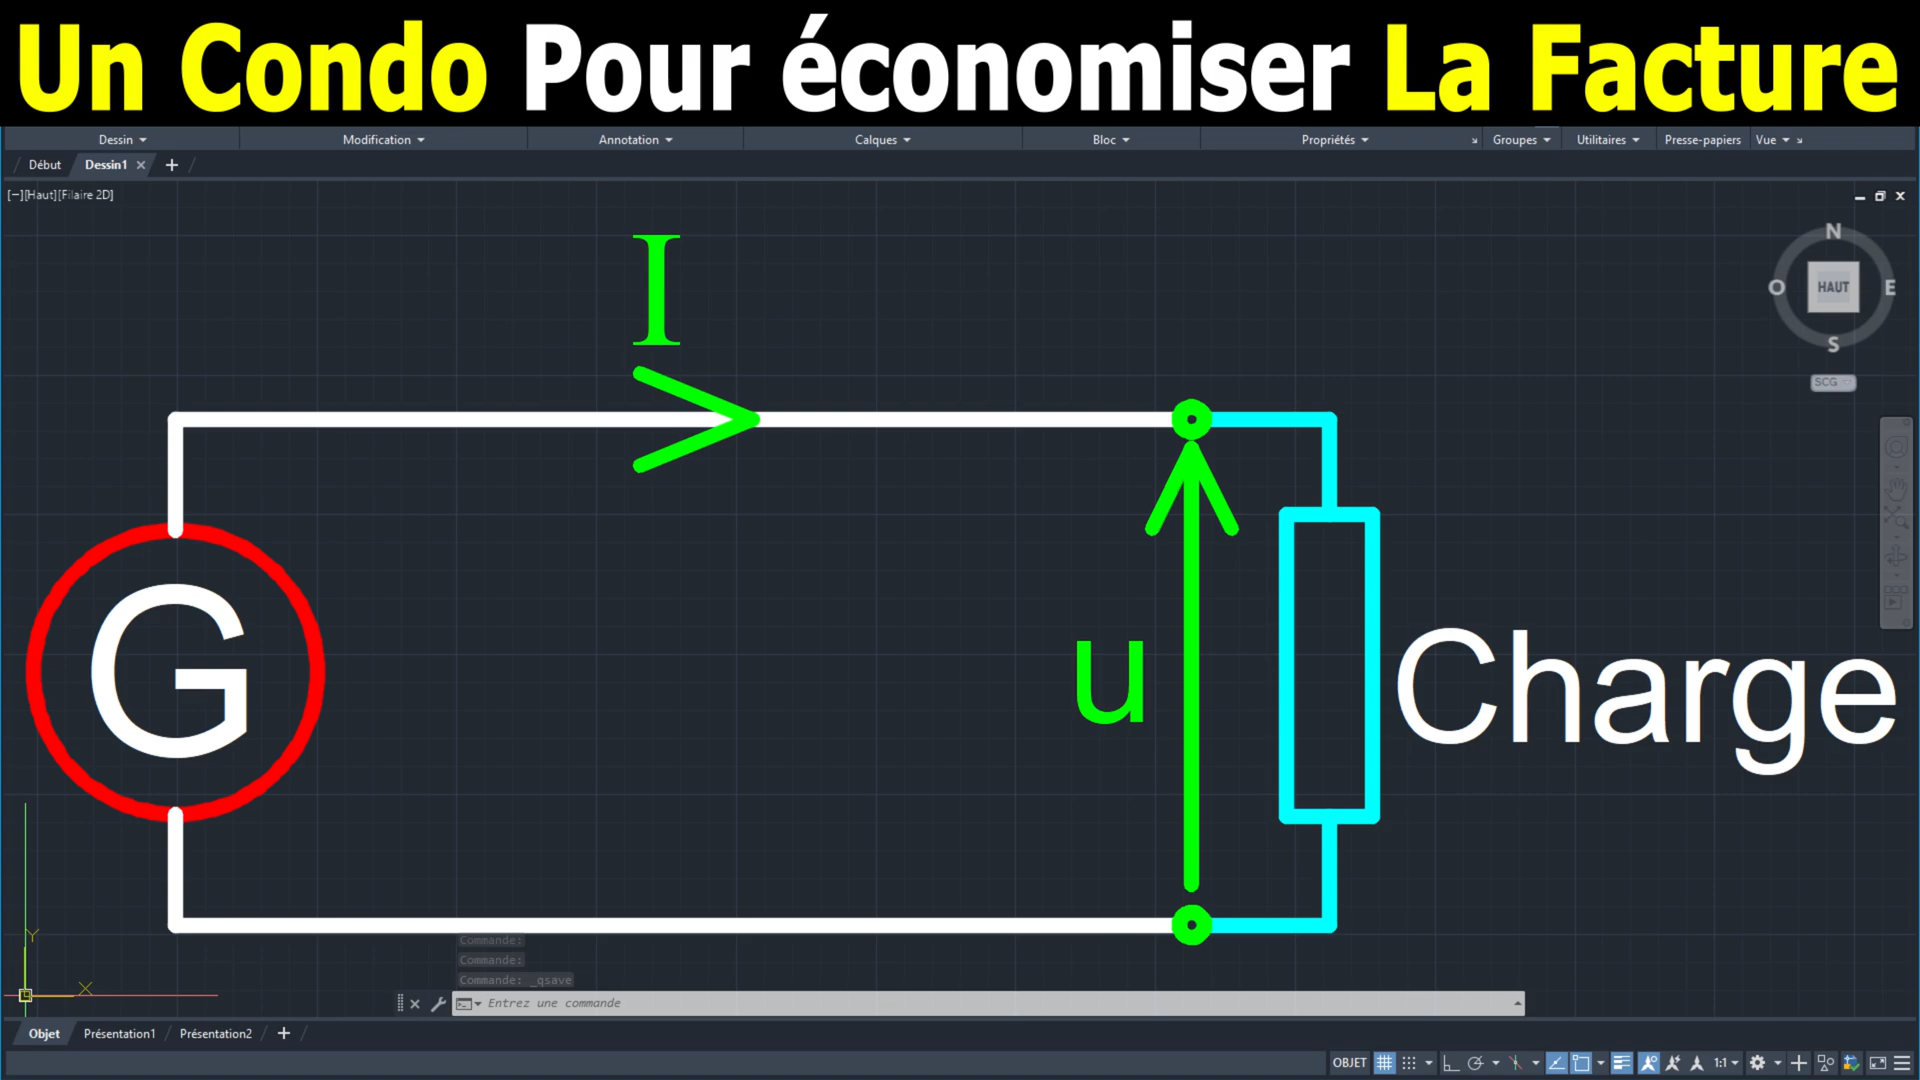 Un Condo Pour économiser La Facture
Dessin Modification Annotation Calques Bloc Propriétés Groupes Utilitaires Presse-papiers Vue
Début Dessin1
[−][Haut][Filaire 2D]
N
O HAUT E
S
SCG
I
G
u
Charge
Y
X
Commande:
Commande:
Commande: _qsave
Entrez une commande
Objet Présentation1 Présentation2
OBJET 1:1